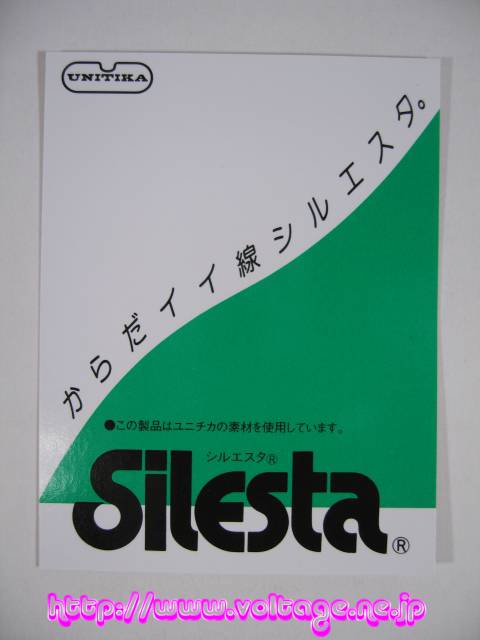 UNITIKA
からだイイ線シルエスタ。
●この製品はユニチカの素材を使用しています。
シルエスタ®
Silesta®
http://www.voltage.ne.jp